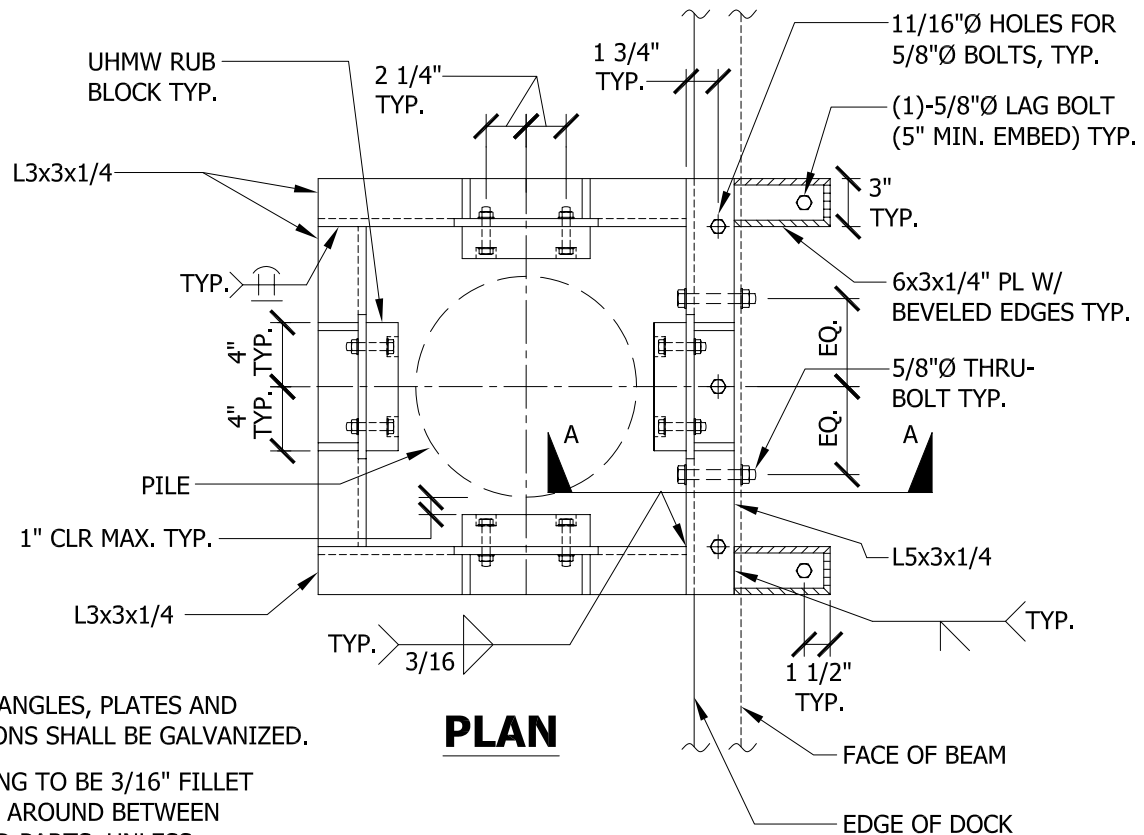 UHMW RUB
BLOCK TYP.
2 1/4"
TYP.
1 3/4"
TYP.
11/16"Ø HOLES FOR
5/8"Ø BOLTS, TYP.
(1)-5/8"Ø LAG BOLT
(5" MIN. EMBED) TYP.
L3x3x1/4
3"
TYP.
TYP.
6x3x1/4" PL W/
BEVELED EDGES TYP.
4"
TYP.
4"
TYP.
EQ.
EQ.
5/8"Ø THRU-
BOLT TYP.
A
A
PILE
1" CLR MAX. TYP.
L5x3x1/4
L3x3x1/4
TYP.
3/16
TYP.
1 1/2"
TYP.
ANGLES, PLATES AND
ONS SHALL BE GALVANIZED.
PLAN
FACE OF BEAM
NG TO BE 3/16" FILLET
AROUND BETWEEN
EDGE OF DOCK